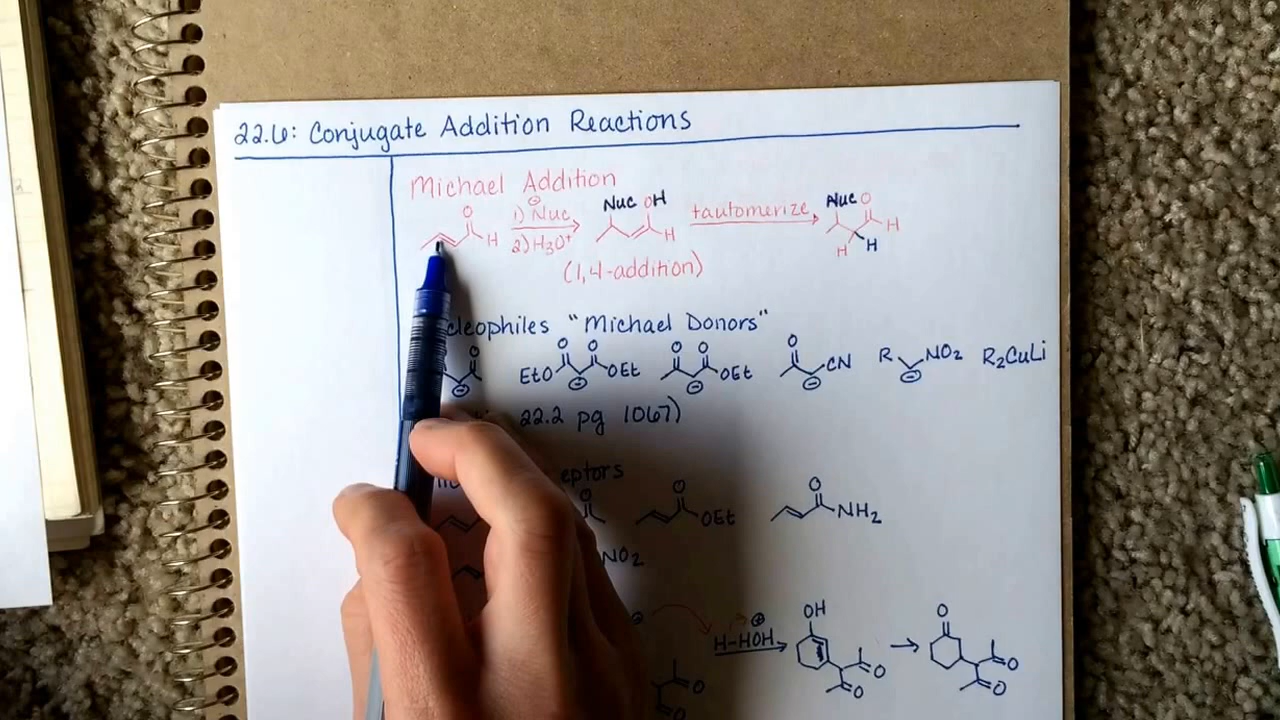 22.6: Conjugate Addition Reactions
Michael Addition
O H 1) ⊖Nuc 2) H3O+ Nuc OH H tautomerize Nuc O H H H
(1,4-addition)
cleophiles "Michael Donors"
O O O EtO OEt O O OEt O CN R NO2 R2CuLi
22.2 pg 1067)
eptors
O OEt O NH2
NO2
H-HOH OH O O O O O
O